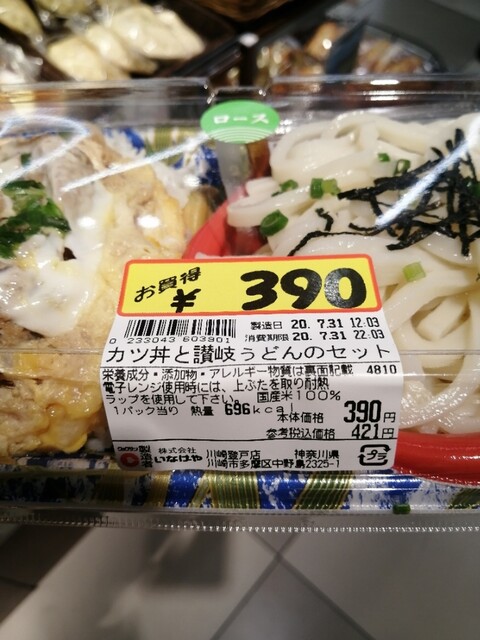 ロース
お買得
¥ 390
0 233043 603901
製造日 20. 7.31 12:03
消費期限 20. 7.31 22:03
カツ丼と讃岐うどんのセット
栄養成分・添加物・アレルギー物質は裏面記載 4810
電子レンジ使用時には、上ぶたを取り耐熱
ラップを使用して下さい。 国産米100%
1パック当り 熱量 696kcal
本体価格 390円
参考税込価格 421円
製造者 株式会社 いなげや
川崎登戸店 神奈川県
川崎市多摩区中野島2325-1